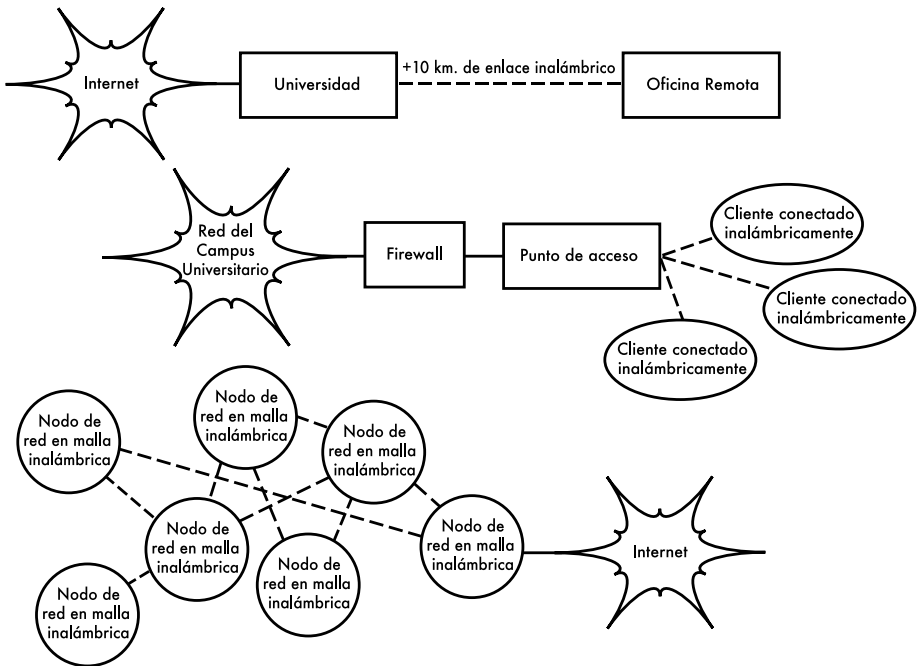 Internet
Universidad
+10 km. de enlace inalámbrico
Oficina Remota
Red del
Campus
Universitario
Firewall
Punto de acceso
Cliente conectado
inalámbricamente
Cliente conectado
inalámbricamente
Cliente conectado
inalámbricamente
Nodo de
red en malla
inalámbrica
Nodo de
red en malla
inalámbrica
Nodo de
red en malla
inalámbrica
Nodo de
red en malla
inalámbrica
Nodo de
red en malla
inalámbrica
Nodo de
red en malla
inalámbrica
Nodo de
red en malla
inalámbrica
Internet